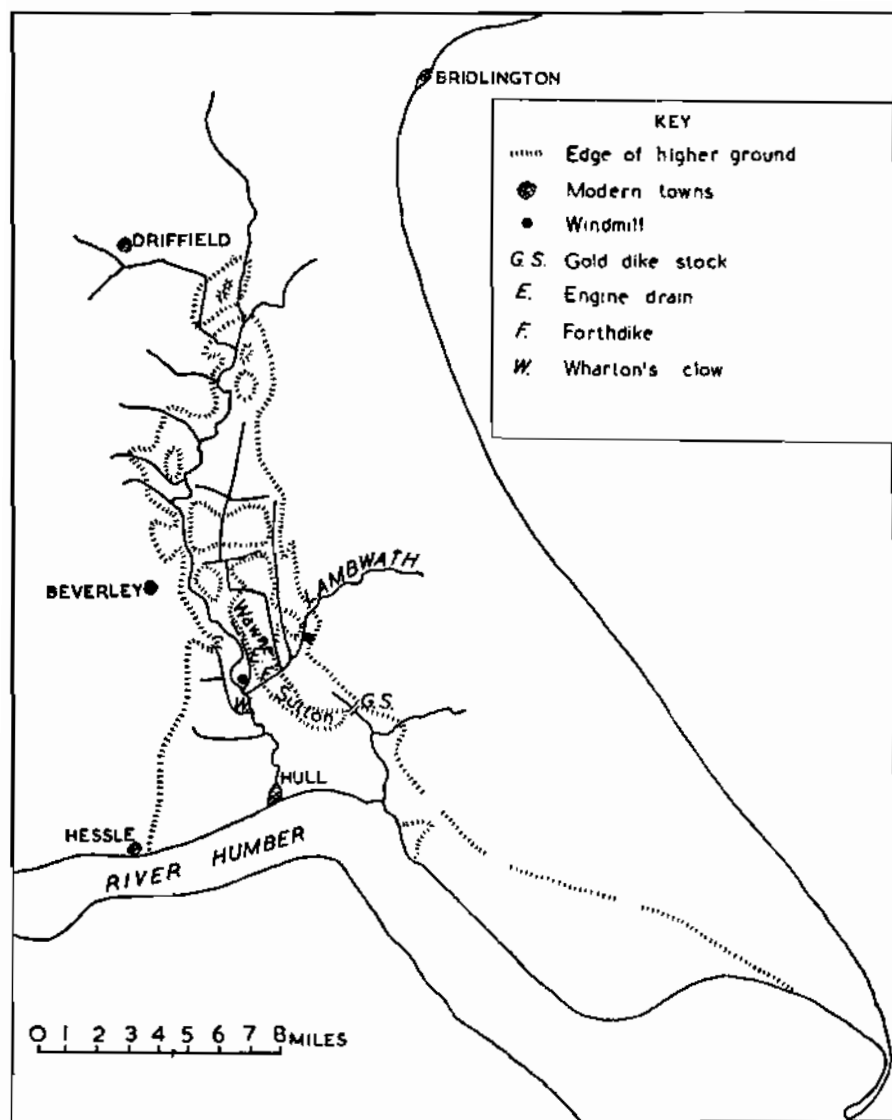 BRIDLINGTON
KEY
Edge of higher ground
Modern towns
Windmill
G.S. Gold dike stock
E. Engine drain
F. Forthdike
W. Wharton's clow
DRIFFIELD
LAMBWATH
BEVERLEY
Wawne
E.
F.
W.
Sutton
G.S.
HULL
HESSLE
RIVER HUMBER
0 1 2 3 4 5 6 7 8 MILES